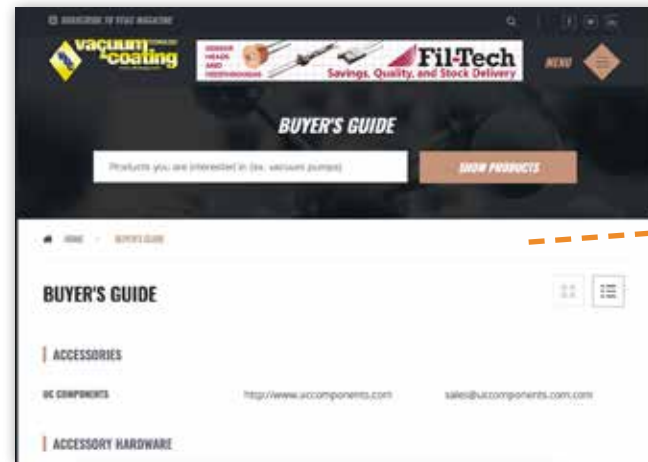 SUBSCRIBE TO VT&C MAGAZINE
vacuum TECHNOLOGY
&coating
SENSOR
HEADS
AND
FEEDTHROUGHS
Fil-Tech
Savings, Quality, and Stock Delivery
MENU
BUYER'S GUIDE
Products you are interested in (ex. vacuum pumps)
SHOW PRODUCTS
HOME - BUYER'S GUIDE
BUYER'S GUIDE
ACCESSORIES
UC COMPONENTS http://www.uccomponents.com sales@uccomponents.com.com
ACCESSORY HARDWARE